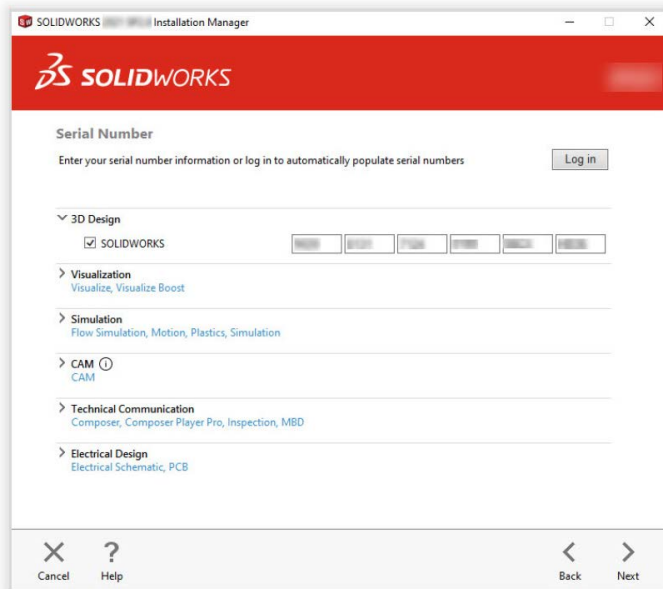 SOLIDWORKS Installation Manager
SOLIDWORKS
Serial Number
Enter your serial number information or log in to automatically populate serial numbers
Log in
3D Design
SOLIDWORKS
Visualization
Visualize, Visualize Boost
Simulation
Flow Simulation, Motion, Plastics, Simulation
CAM
CAM
Technical Communication
Composer, Composer Player Pro, Inspection, MBD
Electrical Design
Electrical Schematic, PCB
Cancel Help Back Next